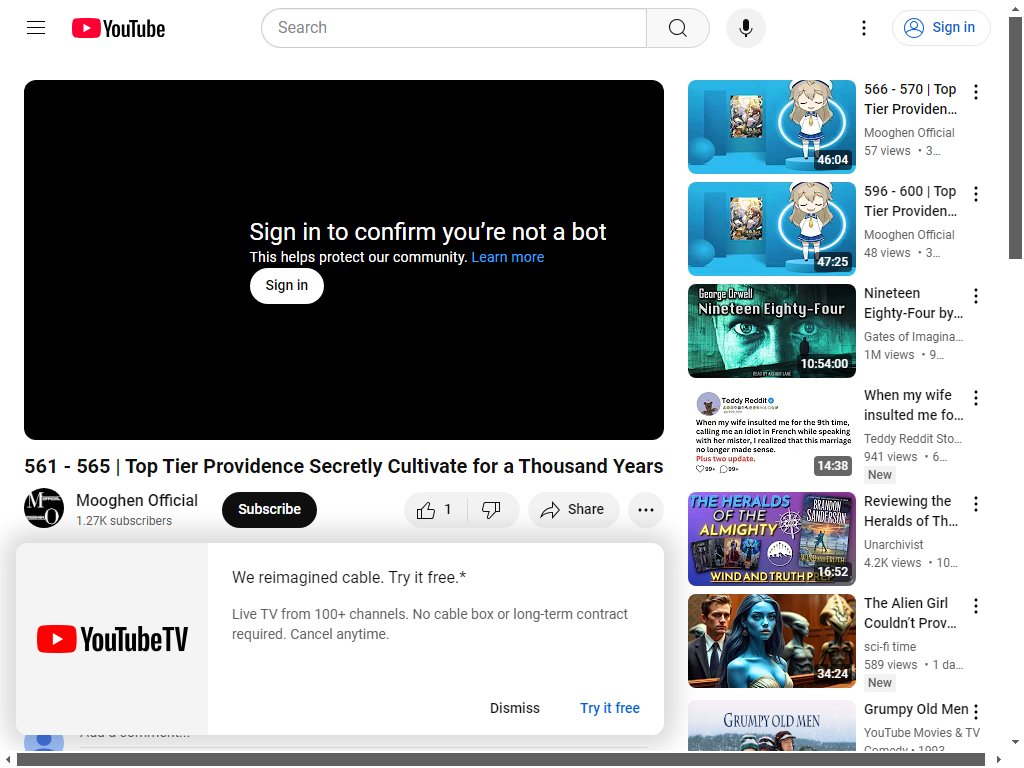 YouTube
Search
Sign in
Sign in to confirm you’re not a bot
This helps protect our community. Learn more
Sign in
561 - 565 | Top Tier Providence Secretly Cultivate for a Thousand Years
Mooghen Official
1.27K subscribers
Subscribe
1
Share
We reimagined cable. Try it free.*
Live TV from 100+ channels. No cable box or long-term contract
required. Cancel anytime.
YouTubeTV
Dismiss
Try it free
Add a comment...
46:04
566 - 570 | Top
Tier Providen...
Mooghen Official
57 views • 3...
47:25
596 - 600 | Top
Tier Providen...
Mooghen Official
48 views • 3...
George Orwell
Nineteen Eighty-Four
10:54:00
Nineteen
Eighty-Four by...
Gates of Imagina...
1M views • 9...
Teddy Reddit
When my wife insulted me for the 9th time,
calling me an idiot in French while speaking
with her mister, I realized that this marriage
no longer made sense.
Plus two update.
99+ 99+
14:38
When my wife
insulted me fo...
Teddy Reddit Sto...
941 views • 6...
New
THE HERALDS
OF THE
ALMIGHTY
BRANDON
SANDERSON
WIND AND TRUTH PREP
16:52
Reviewing the
Heralds of Th...
Unarchivist
4.2K views • 10...
34:24
The Alien Girl
Couldn’t Prov...
sci-fi time
589 views • 1 da...
New
GRUMPY OLD MEN
Grumpy Old Men
YouTube Movies & TV
Comedy • 1993